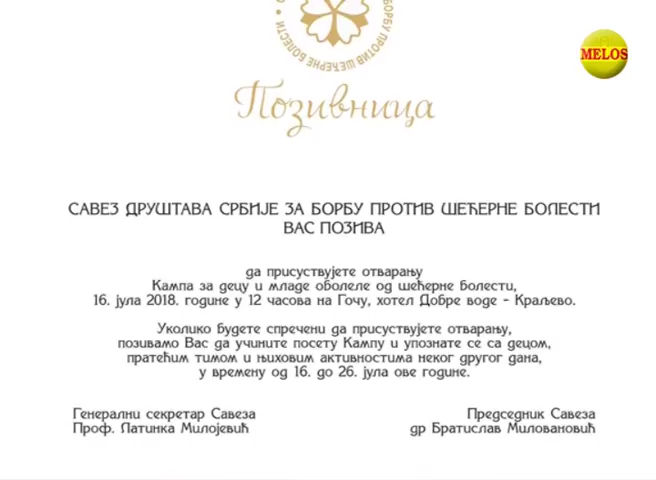 БОРБУ ПРОТИВ ШЕЋЕРНЕ БОЛЕСТИ
MELOS
Позивница
САВЕЗ ДРУШТАВА СРБИЈЕ ЗА БОРБУ ПРОТИВ ШЕЋЕРНЕ БОЛЕСТИ
ВАС ПОЗИВА
да присуствујете отварању
Кампа за децу и младе оболеле од шећерне болести,
16. јула 2018. године у 12 часова на Гочу, хотел Добре воде - Краљево.
Уколико будете спречени да присуствујете отварању,
позивамо Вас да учините посету Кампу и упознате се са децом,
пратећим тимом и њиховим активностима неког другог дана,
у времену од 16. до 26. јула ове године.
Генерални секретар Савеза
Проф. Латинка Милојевић
Председник Савеза
др Братислав Миловановић